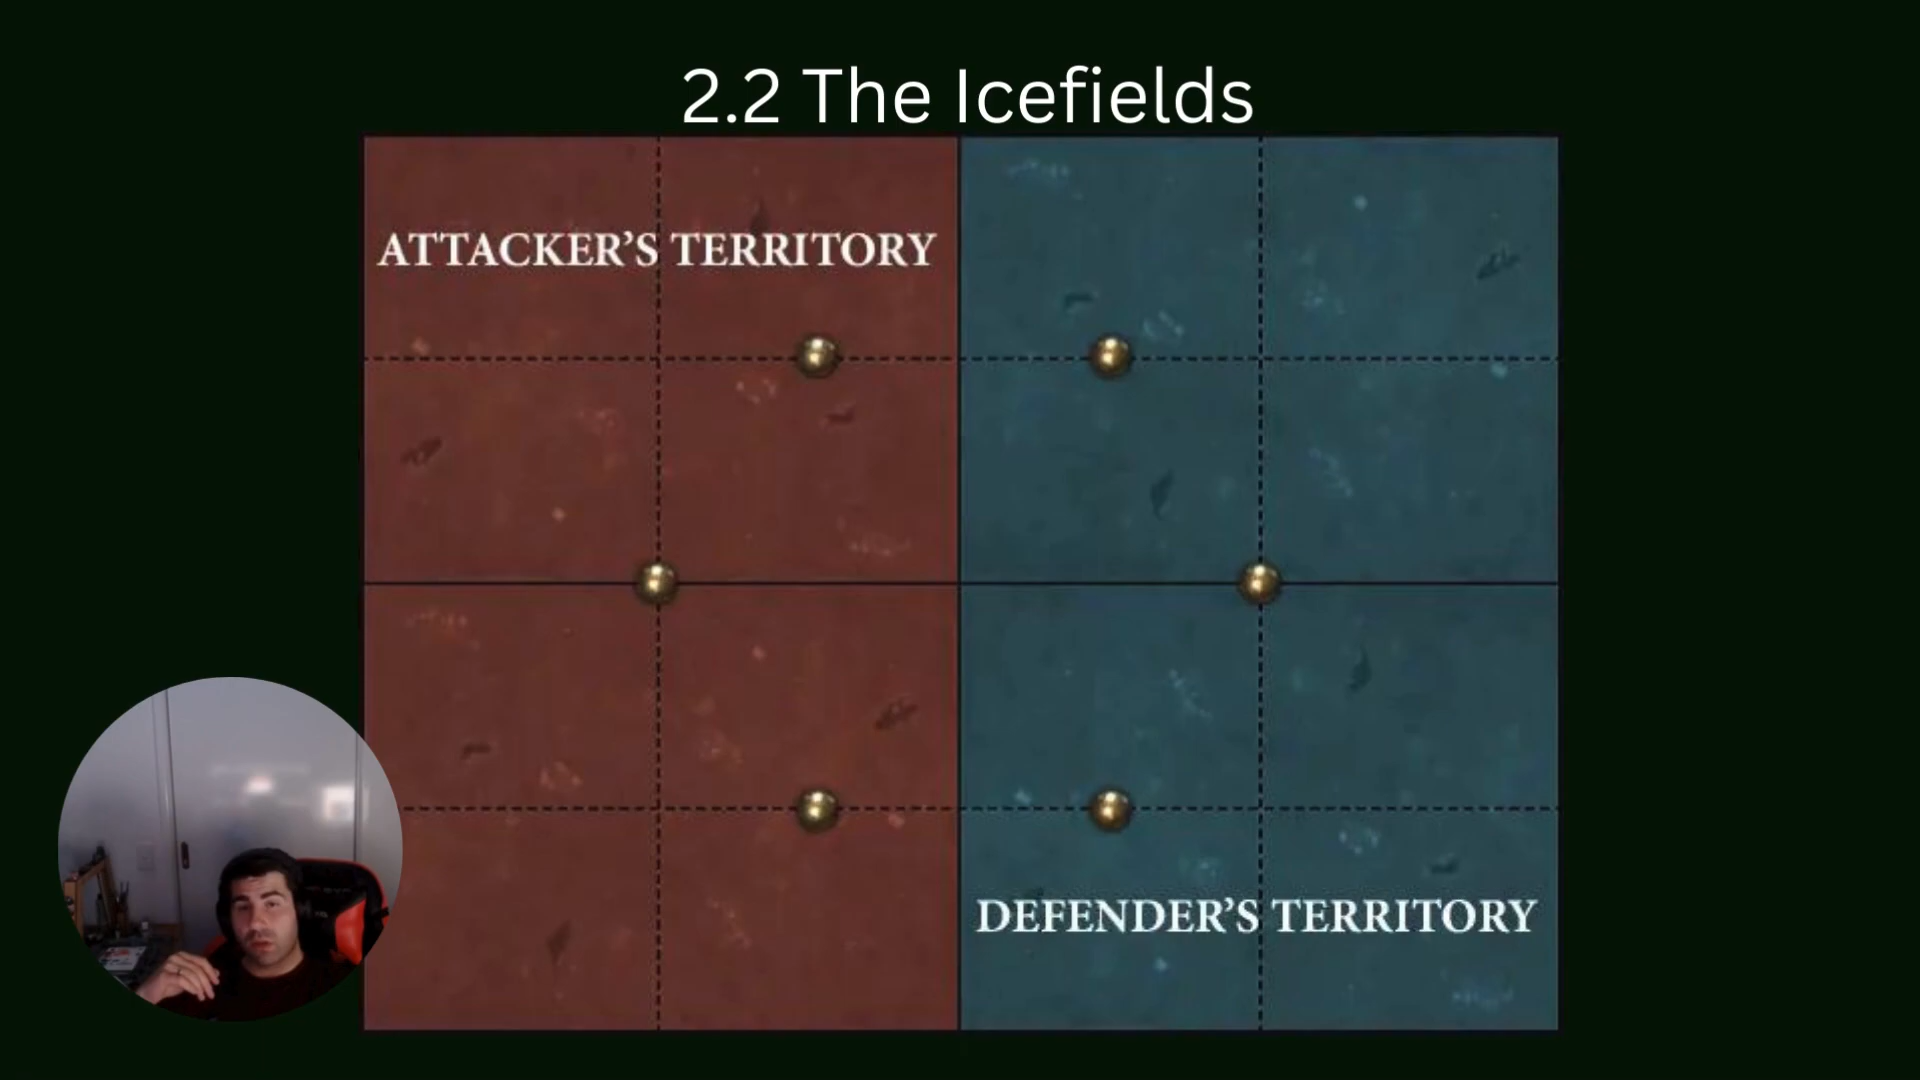 2.2 The Icefields
ATTACKER'S TERRITORY
DEFENDER'S TERRITORY